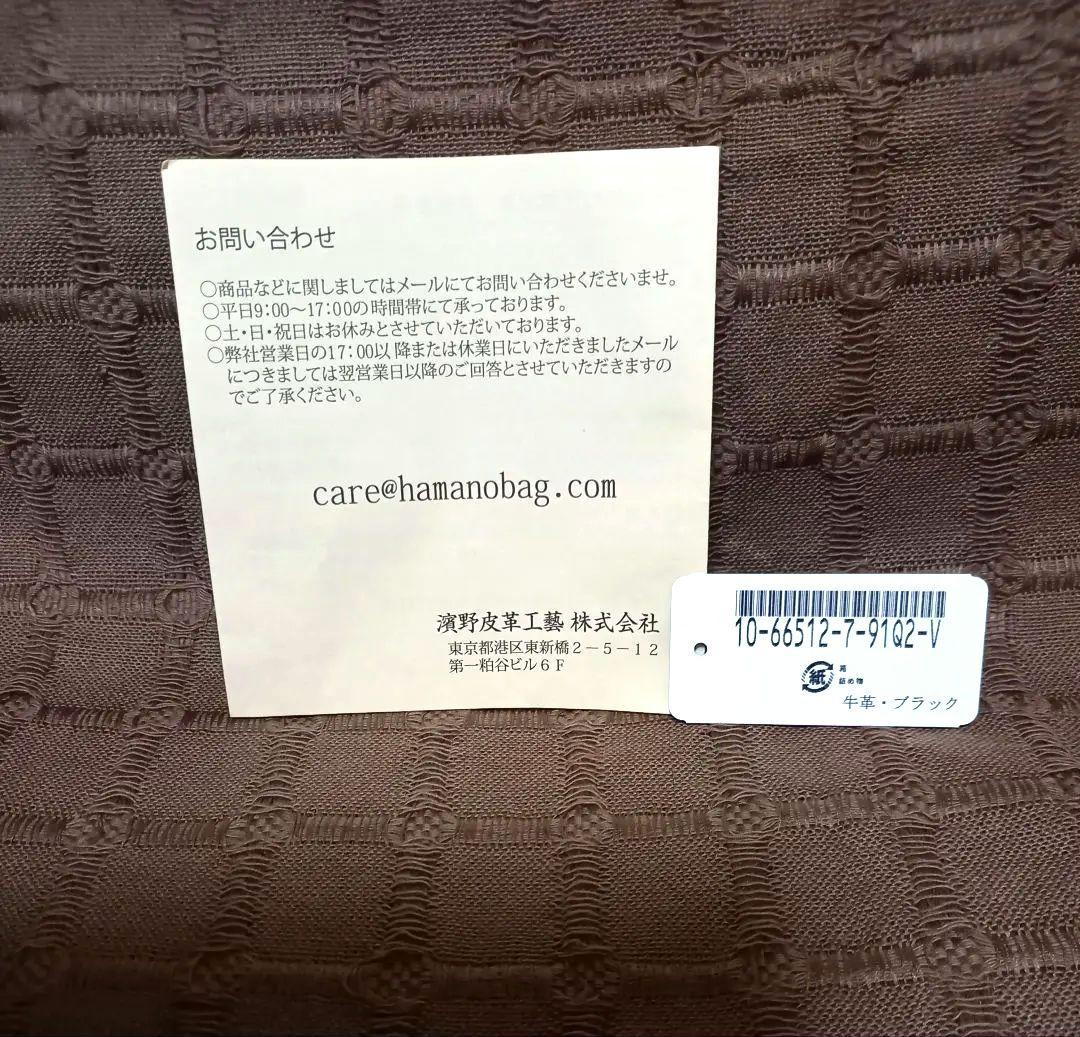 お問い合わせ
○商品などに関しましてはメールにてお問い合わせくださいませ。
○平日9:00～17:00の時間帯にて承っております。
○土・日・祝日はお休みとさせていただいております。
○弊社営業日の17:00以降または休業日にいただきましたメール
につきましては翌営業日以降のご回答とさせていただきますの
でご了承ください。
care@hamanobag.com
濱野皮革工藝 株式会社
東京都港区東新橋2－5－12
第一粕谷ビル6F
10-66512-7-91Q2-V
紙
箱
詰め物
牛革・ブラック